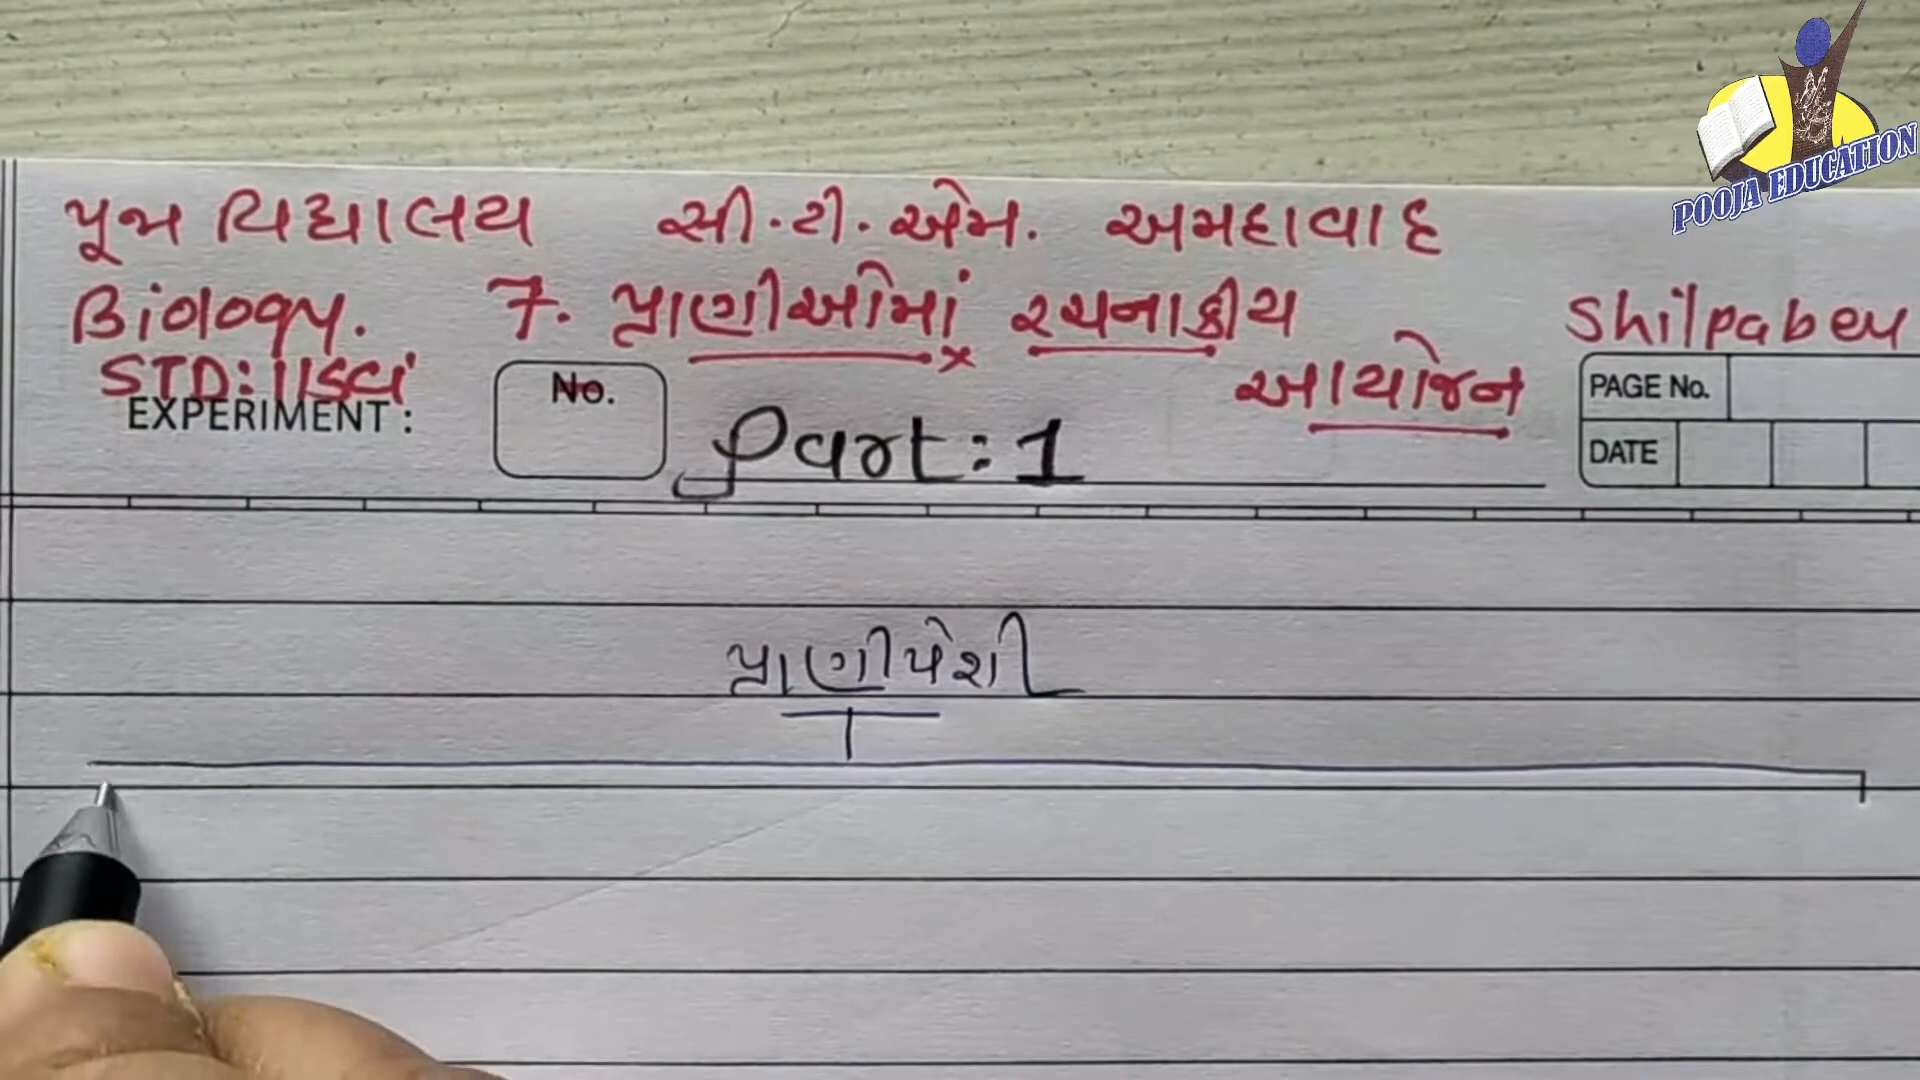 POOJA EDUCATION
પૂજા વિદ્યાલય સી.ટી.એમ. અમદાવાદ
Biology. 7. પ્રાણીઓમાં રચનાકીય Shilpaben
STD: 11Sci આયોજન
EXPERIMENT : No. Part:1 PAGE No.
DATE
પ્રાણીપેશી